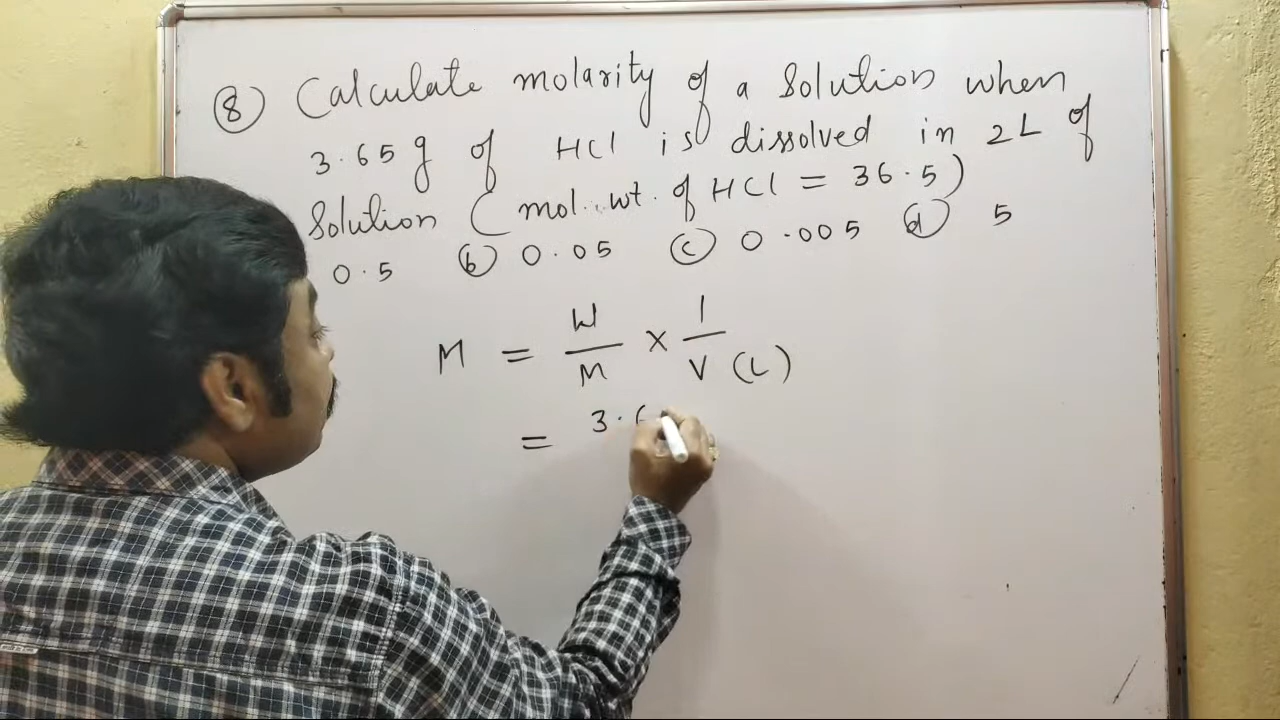 ⑧ Calculate molarity of a solution when
3.65 g of HCl is dissolved in 2L of
Solution ( mol. wt. of HCl = 36.5)
0.5 ⓑ 0.05 ⓒ 0.005 ⓓ 5
M = W/M × 1/V (L)
= 3.6